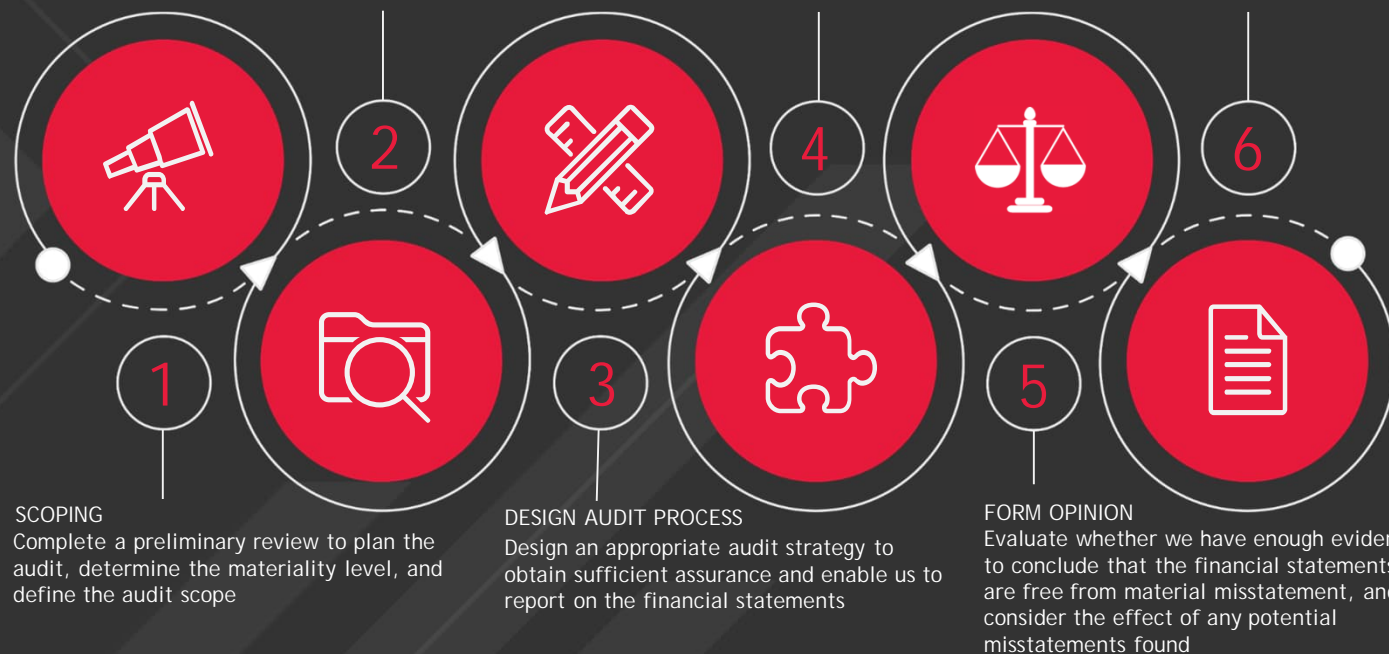 2
4
6
1
3
5
SCOPING
Complete a preliminary review to plan the
audit, determine the materiality level, and
define the audit scope
DESIGN AUDIT PROCESS
Design an appropriate audit strategy to
obtain sufficient assurance and enable us to
report on the financial statements
FORM OPINION
Evaluate whether we have enough
to conclude that the financial statements
are free from material misstatement, and
consider the effect of any potential
misstatements found